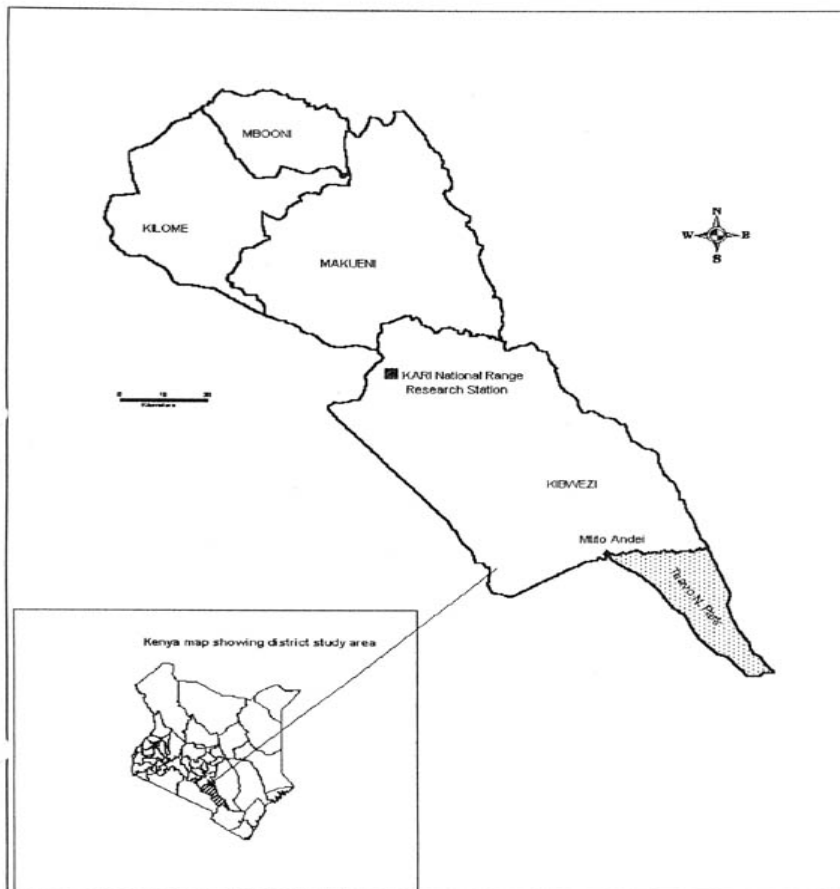 MBOONI
KILOME
MAKUENI
N
W E
S
KARI National Range
Research Station
Kilometers
KIBWEZI
Mtito Andei
Tsavo N. Park
Kenya map showing district study area